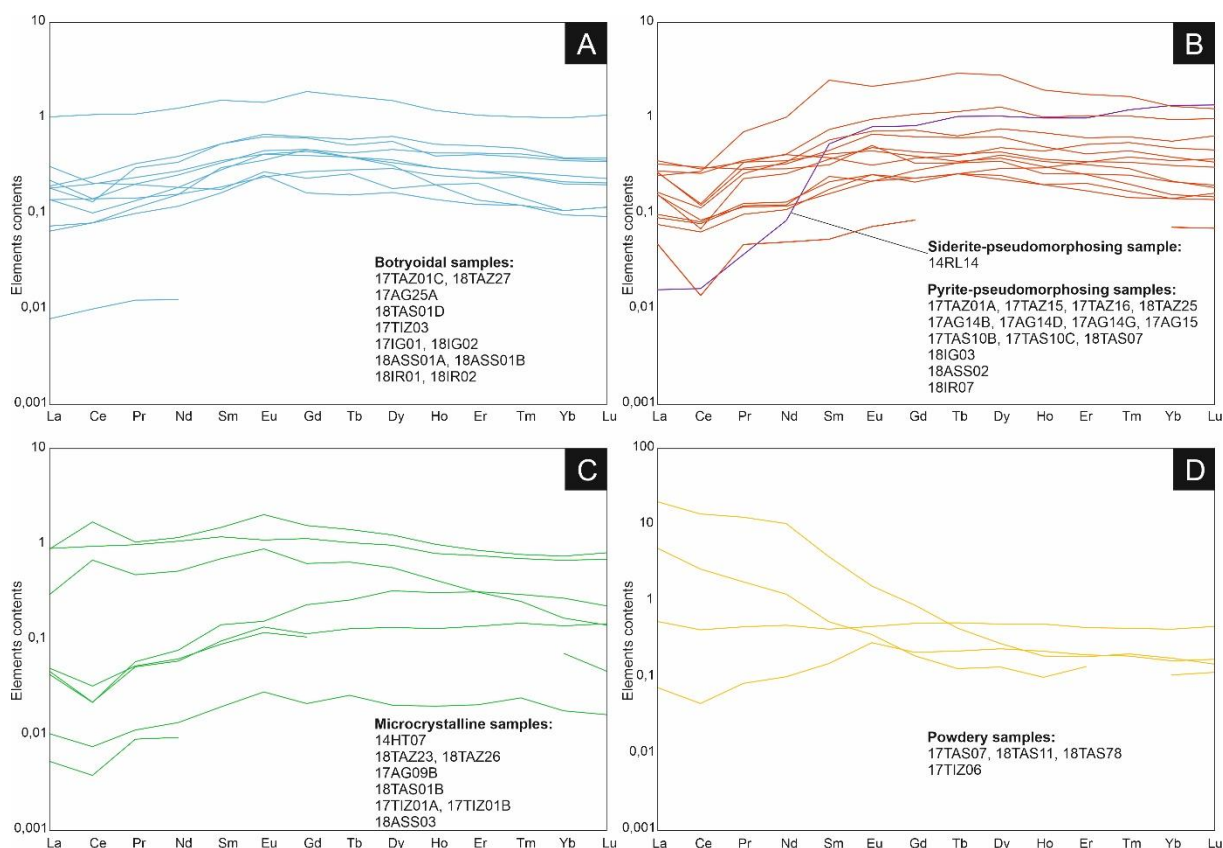 A
10
1
0,1
0,01
0,001
Elements contents
La Ce Pr Nd Sm Eu Gd Tb Dy Ho Er Tm Yb Lu
Botryoidal samples:
17TAZ01C, 18TAZ27
17AG25A
18TAS01D
17TIZ03
17IG01, 18IG02
18ASS01A, 18ASS01B
18IR01, 18IR02
B
10
1
0,1
0,01
0,001
Elements contents
La Ce Pr Nd Sm Eu Gd Tb Dy Ho Er Tm Yb Lu
Siderite-pseudomorphosing sample:
14RL14
Pyrite-pseudomorphosing samples:
17TAZ01A, 17TAZ15, 17TAZ16, 18TAZ25
17AG14B, 17AG14D, 17AG14G, 17AG15
17TAS10B, 17TAS10C, 18TAS07
18IG03
18ASS02
18IR07
C
10
1
0,1
0,01
0,001
Elements contents
La Ce Pr Nd Sm Eu Gd Tb Dy Ho Er Tm Yb Lu
Microcrystalline samples:
14HT07
18TAZ23, 18TAZ26
17AG09B
18TAS01B
17TIZ01A, 17TIZ01B
18ASS03
D
100
10
1
0,1
0,01
0,001
Elements contents
La Ce Pr Nd Sm Eu Gd Tb Dy Ho Er Tm Yb Lu
Powdery samples:
17TAS07, 18TAS11, 18TAS78
17TIZ06